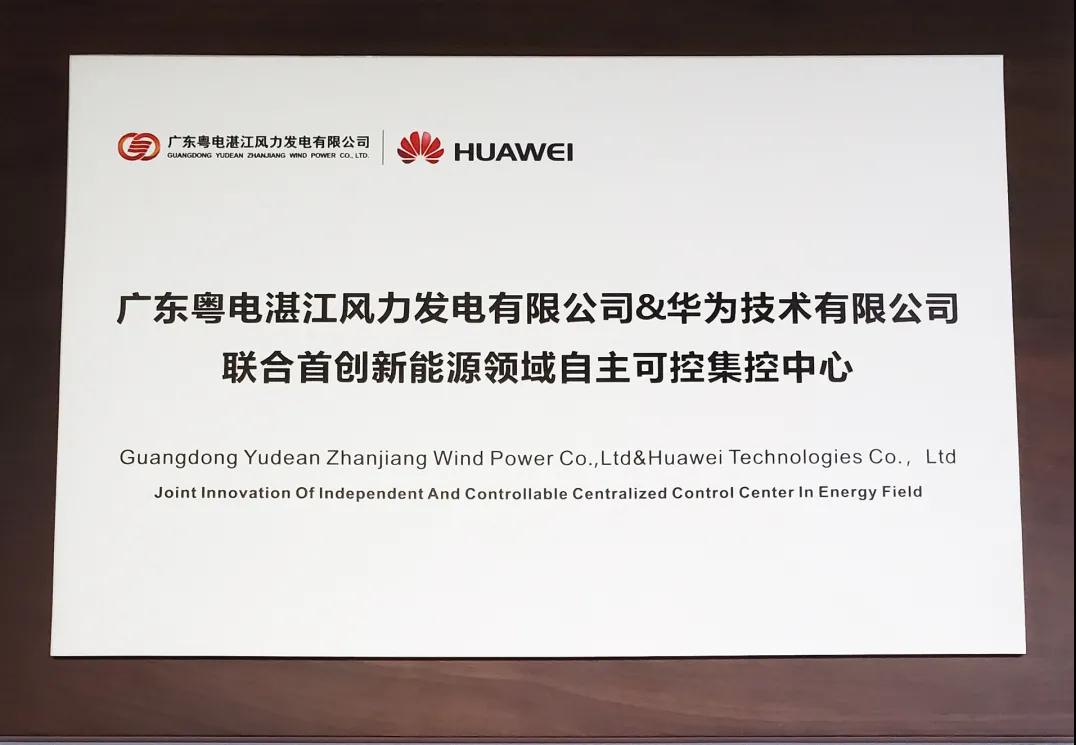 广东粤电湛江风力发电有限公司
GUANGDONG YUDEAN ZHANJIANG WIND POWER CO., LTD.
HUAWEI
广东粤电湛江风力发电有限公司&华为技术有限公司
联合首创新能源领域自主可控集控中心
Guangdong Yudean Zhanjiang Wind Power Co.,Ltd&Huawei Technologies Co.，Ltd
Joint Innovation Of Independent And Controllable Centralized Control Center In Energy Field